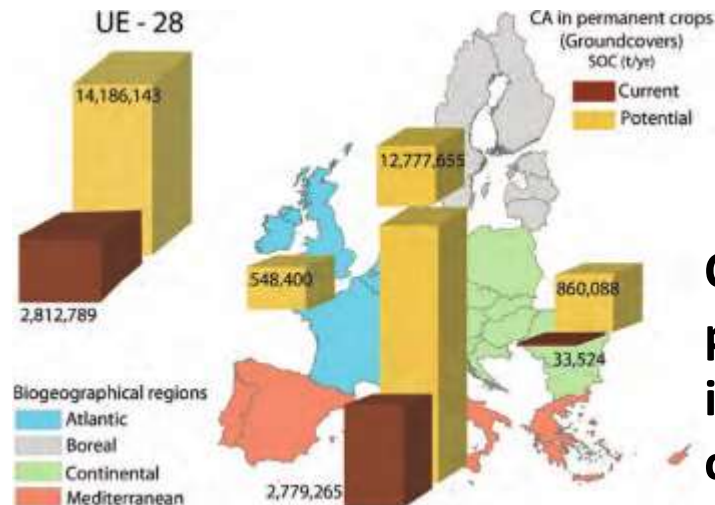 UE - 28
CA in permanent crops
(Groundcovers)
SOC (t/yr)
Current
Potential
14,186,143
12,777,655
548,400
860,088
33,524
2,812,789
2,779,265
Biogeographical regions
Atlantic
Boreal
Continental
Mediterranean